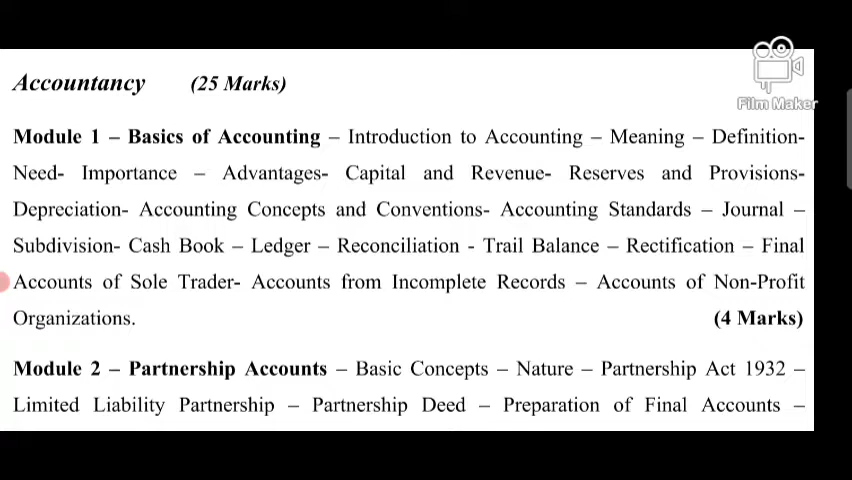 Film Maker
Accountancy (25 Marks)
Module 1 – Basics of Accounting – Introduction to Accounting – Meaning – Definition-
Need- Importance – Advantages- Capital and Revenue- Reserves and Provisions-
Depreciation- Accounting Concepts and Conventions- Accounting Standards – Journal –
Subdivision- Cash Book – Ledger – Reconciliation - Trail Balance – Rectification – Final
Accounts of Sole Trader- Accounts from Incomplete Records – Accounts of Non-Profit
Organizations. (4 Marks)
Module 2 – Partnership Accounts – Basic Concepts – Nature – Partnership Act 1932 –
Limited Liability Partnership – Partnership Deed – Preparation of Final Accounts –